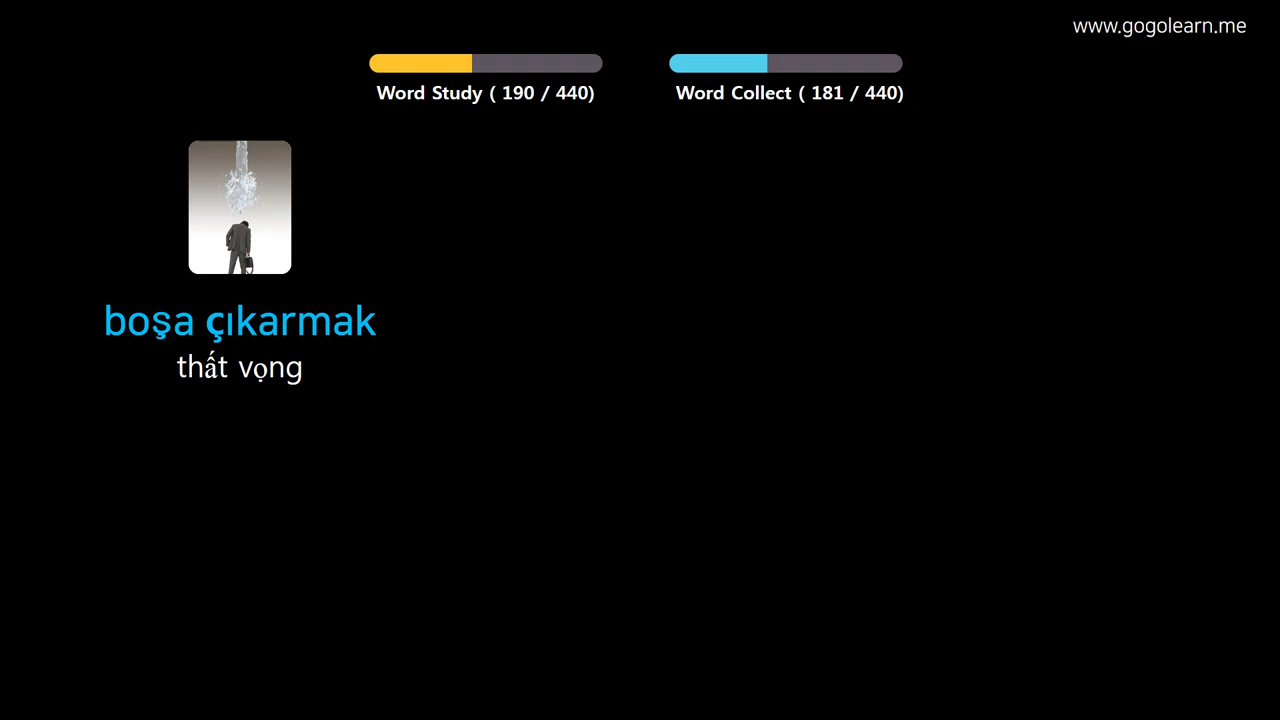 www.gogolearn.me
Word Study ( 190 / 440)
Word Collect ( 181 / 440)
boşa çıkarmak
thất vọng